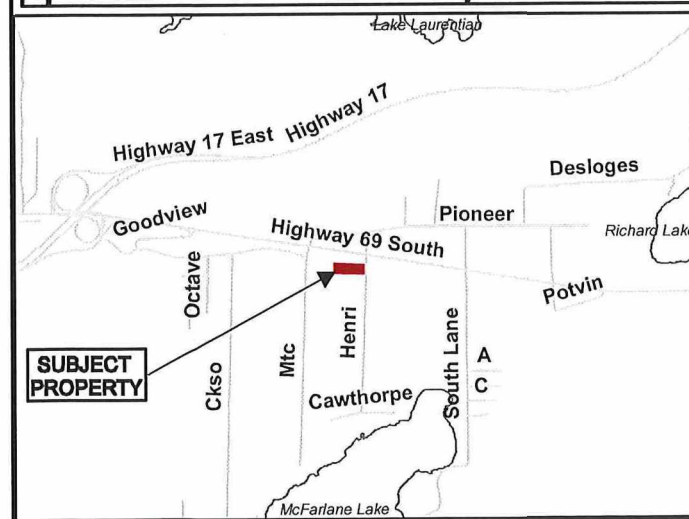 Lake Laurentian
Highway 17 East
Highway 17
Desloges
Goodview
Pioneer
Highway 69 South
Richard Lake
Octave
Potvin
Henri
Mtc
South Lane
SUBJECT
PROPERTY
A
C
Ckso
Cawthorpe
McFarlane Lake